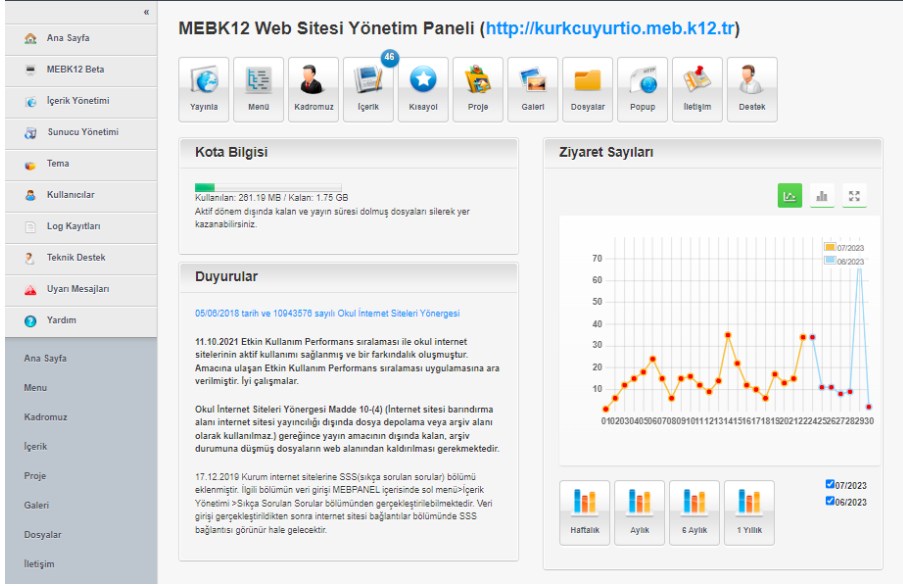 «
Ana Sayfa
MEBK12 Beta
İçerik Yönetimi
Sunucu Yönetimi
Tema
Kullanıcılar
Log Kayıtları
Teknik Destek
Uyarı Mesajları
Yardım
Ana Sayfa
Menu
Kadromuz
İçerik
Proje
Galeri
Dosyalar
İletişim
MEBK12 Web Sitesi Yönetim Paneli (http://kurkcuyurtio.meb.k12.tr)
46
Yayınla
Menü
Kadromuz
İçerik
Kısayol
Proje
Galeri
Dosyalar
Popup
İletişim
Destek
Kota Bilgisi
Kullanılan: 261.19 MB / Kalan: 1.75 GB
Aktif dönem dışında kalan ve yayın süresi dolmuş dosyaları silerek yer
kazanabilirsiniz.
Duyurular
05/06/2018 tarih ve 10943576 sayılı Okul İnternet Siteleri Yönergesi
11.10.2021 Etkin Kullanım Performans sıralaması ile okul internet
sitelerinin aktif kullanımı sağlanmış ve bir farkındalık oluşmuştur.
Amacına ulaşan Etkin Kullanım Performans sıralaması uygulamasına ara
verilmiştir. İyi çalışmalar.
Okul İnternet Siteleri Yönergesi Madde 10-(4) (İnternet sitesi barındırma
alanı internet sitesi yayıncılığı dışında dosya depolama veya arşiv alanı
olarak kullanılmaz.) gereğince yayın amacının dışında kalan, arşiv
durumuna düşmüş dosyaların web alanından kaldırılması gerekmektedir.
17.12.2019 Kurum internet sitelerine SSS(sıkça sorulan sorular) bölümü
eklenmiştir. İlgili bölümün veri girişi MEBPANEL içerisinde sol menü>İçerik
Yönetimi >Sıkça Sorulan Sorular bölümünden gerçekleştirilebilmektedir. Veri
girişi gerçekleştirildikten sonra internet sitesi bağlantılar bölümünde SSS
bağlantısı görünür hale gelecektir.
Ziyaret Sayıları
07/2023
06/2023
70
60
50
40
30
20
10
01020304050607080910111213141516171819202122242526272829 30
Haftalık
Aylık
6 Aylık
1 Yıllık
07/2023
06/2023